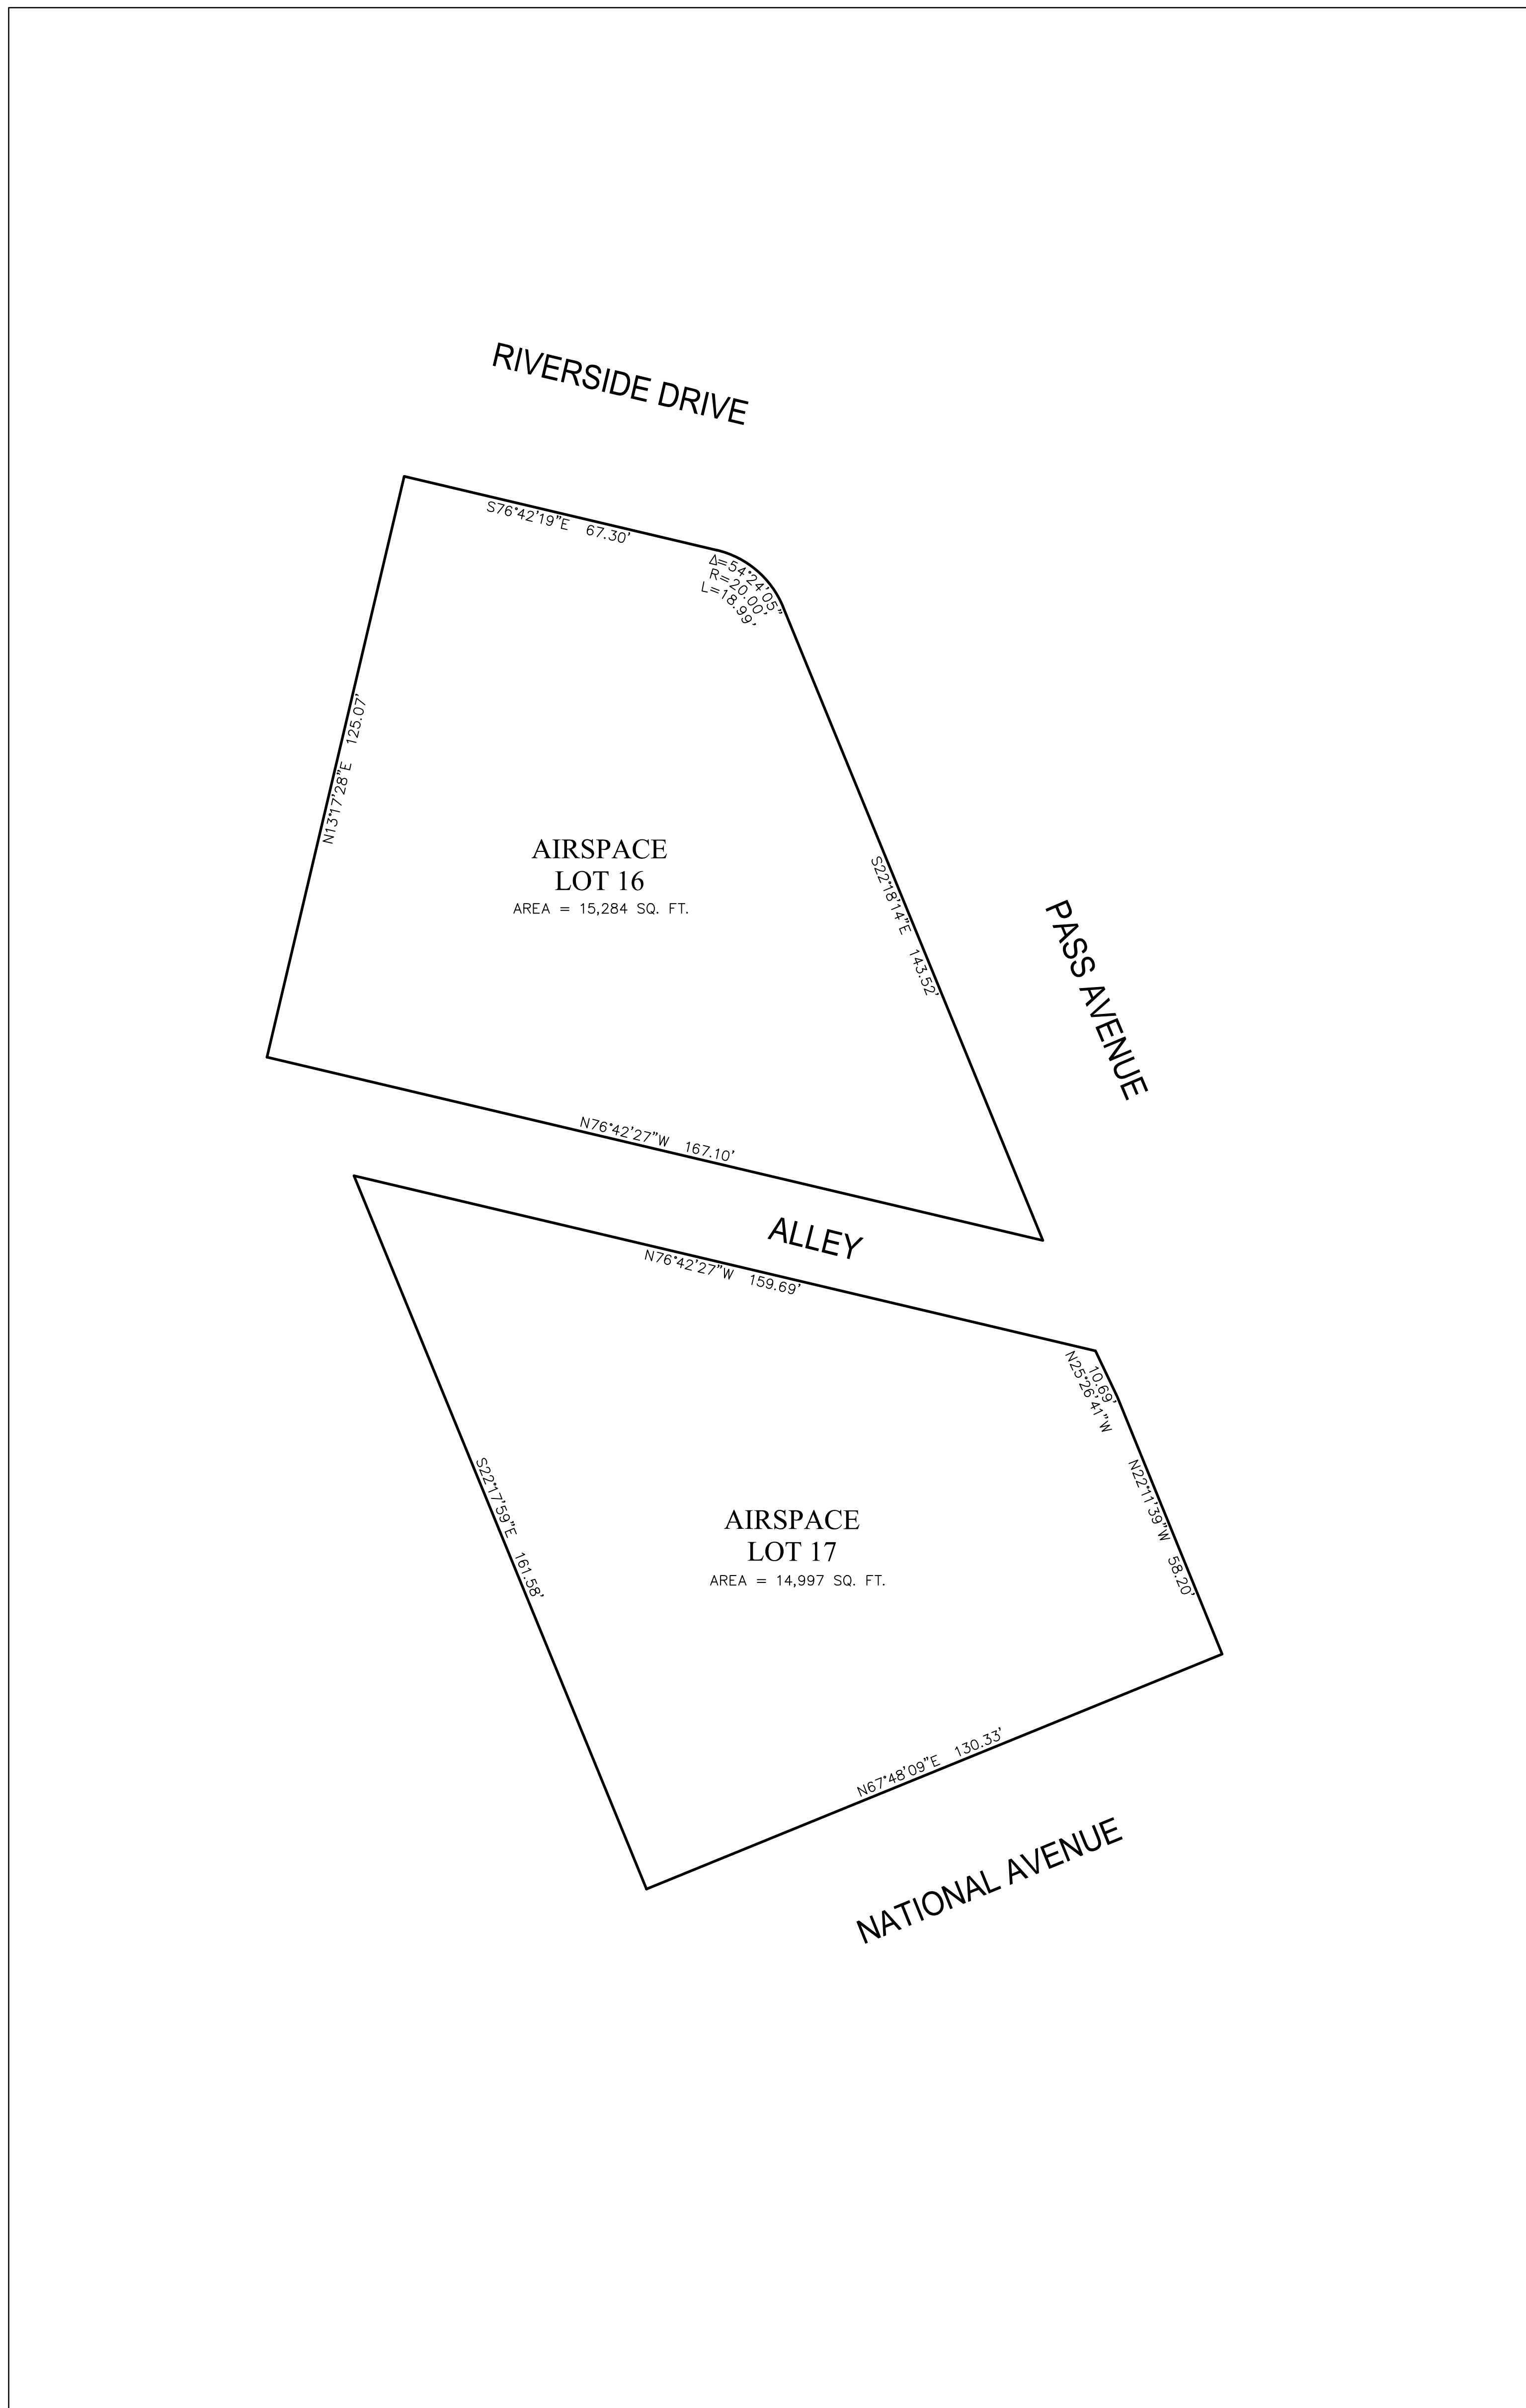 RIVERSIDE DRIVE
S76°42'19"E 67.30'
Δ=54°24'05"
R=20.00'
L=18.99'
N13°17'28"E 125.07'
AIRSPACE
LOT 16
AREA = 15,284 SQ. FT.
S22°18'14"E 143.52'
PASS AVENUE
N76°42'27"W 167.10'
ALLEY
N76°42'27"W 159.69'
10.69'
N25°26'41"W
N22°11'39"W 58.20'
S22°17'59"E 161.58'
AIRSPACE
LOT 17
AREA = 14,997 SQ. FT.
N67°48'09"E 130.33'
NATIONAL AVENUE